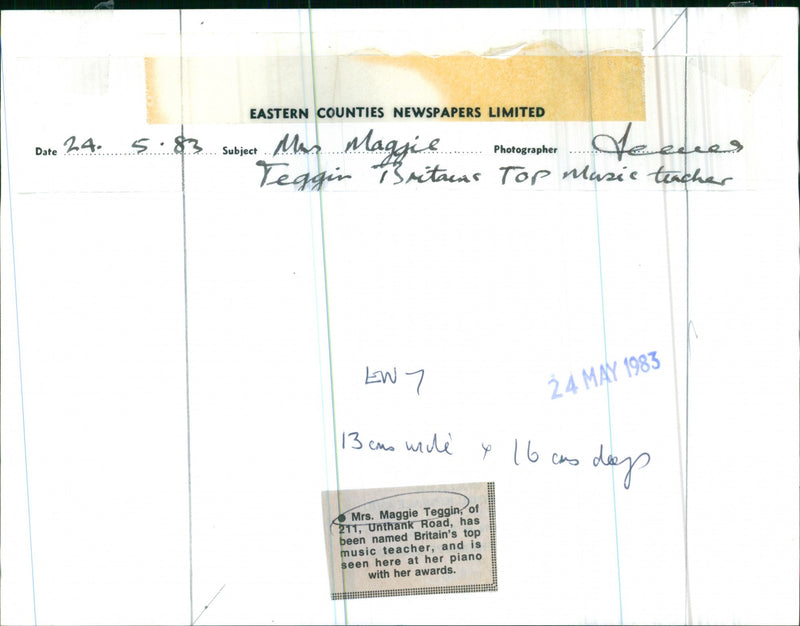 EASTERN COUNTIES NEWSPAPERS LIMITED
Date 24. 5. 83 Subject Mrs Maggie Photographer
Teggin Britains Top Music teacher
EW 7
24 MAY 1983
13 cms wide x 16 cms deep
● Mrs. Maggie Teggin, of
211, Unthank Road, has
been named Britain's top
music teacher, and is
seen here at her piano
with her awards.